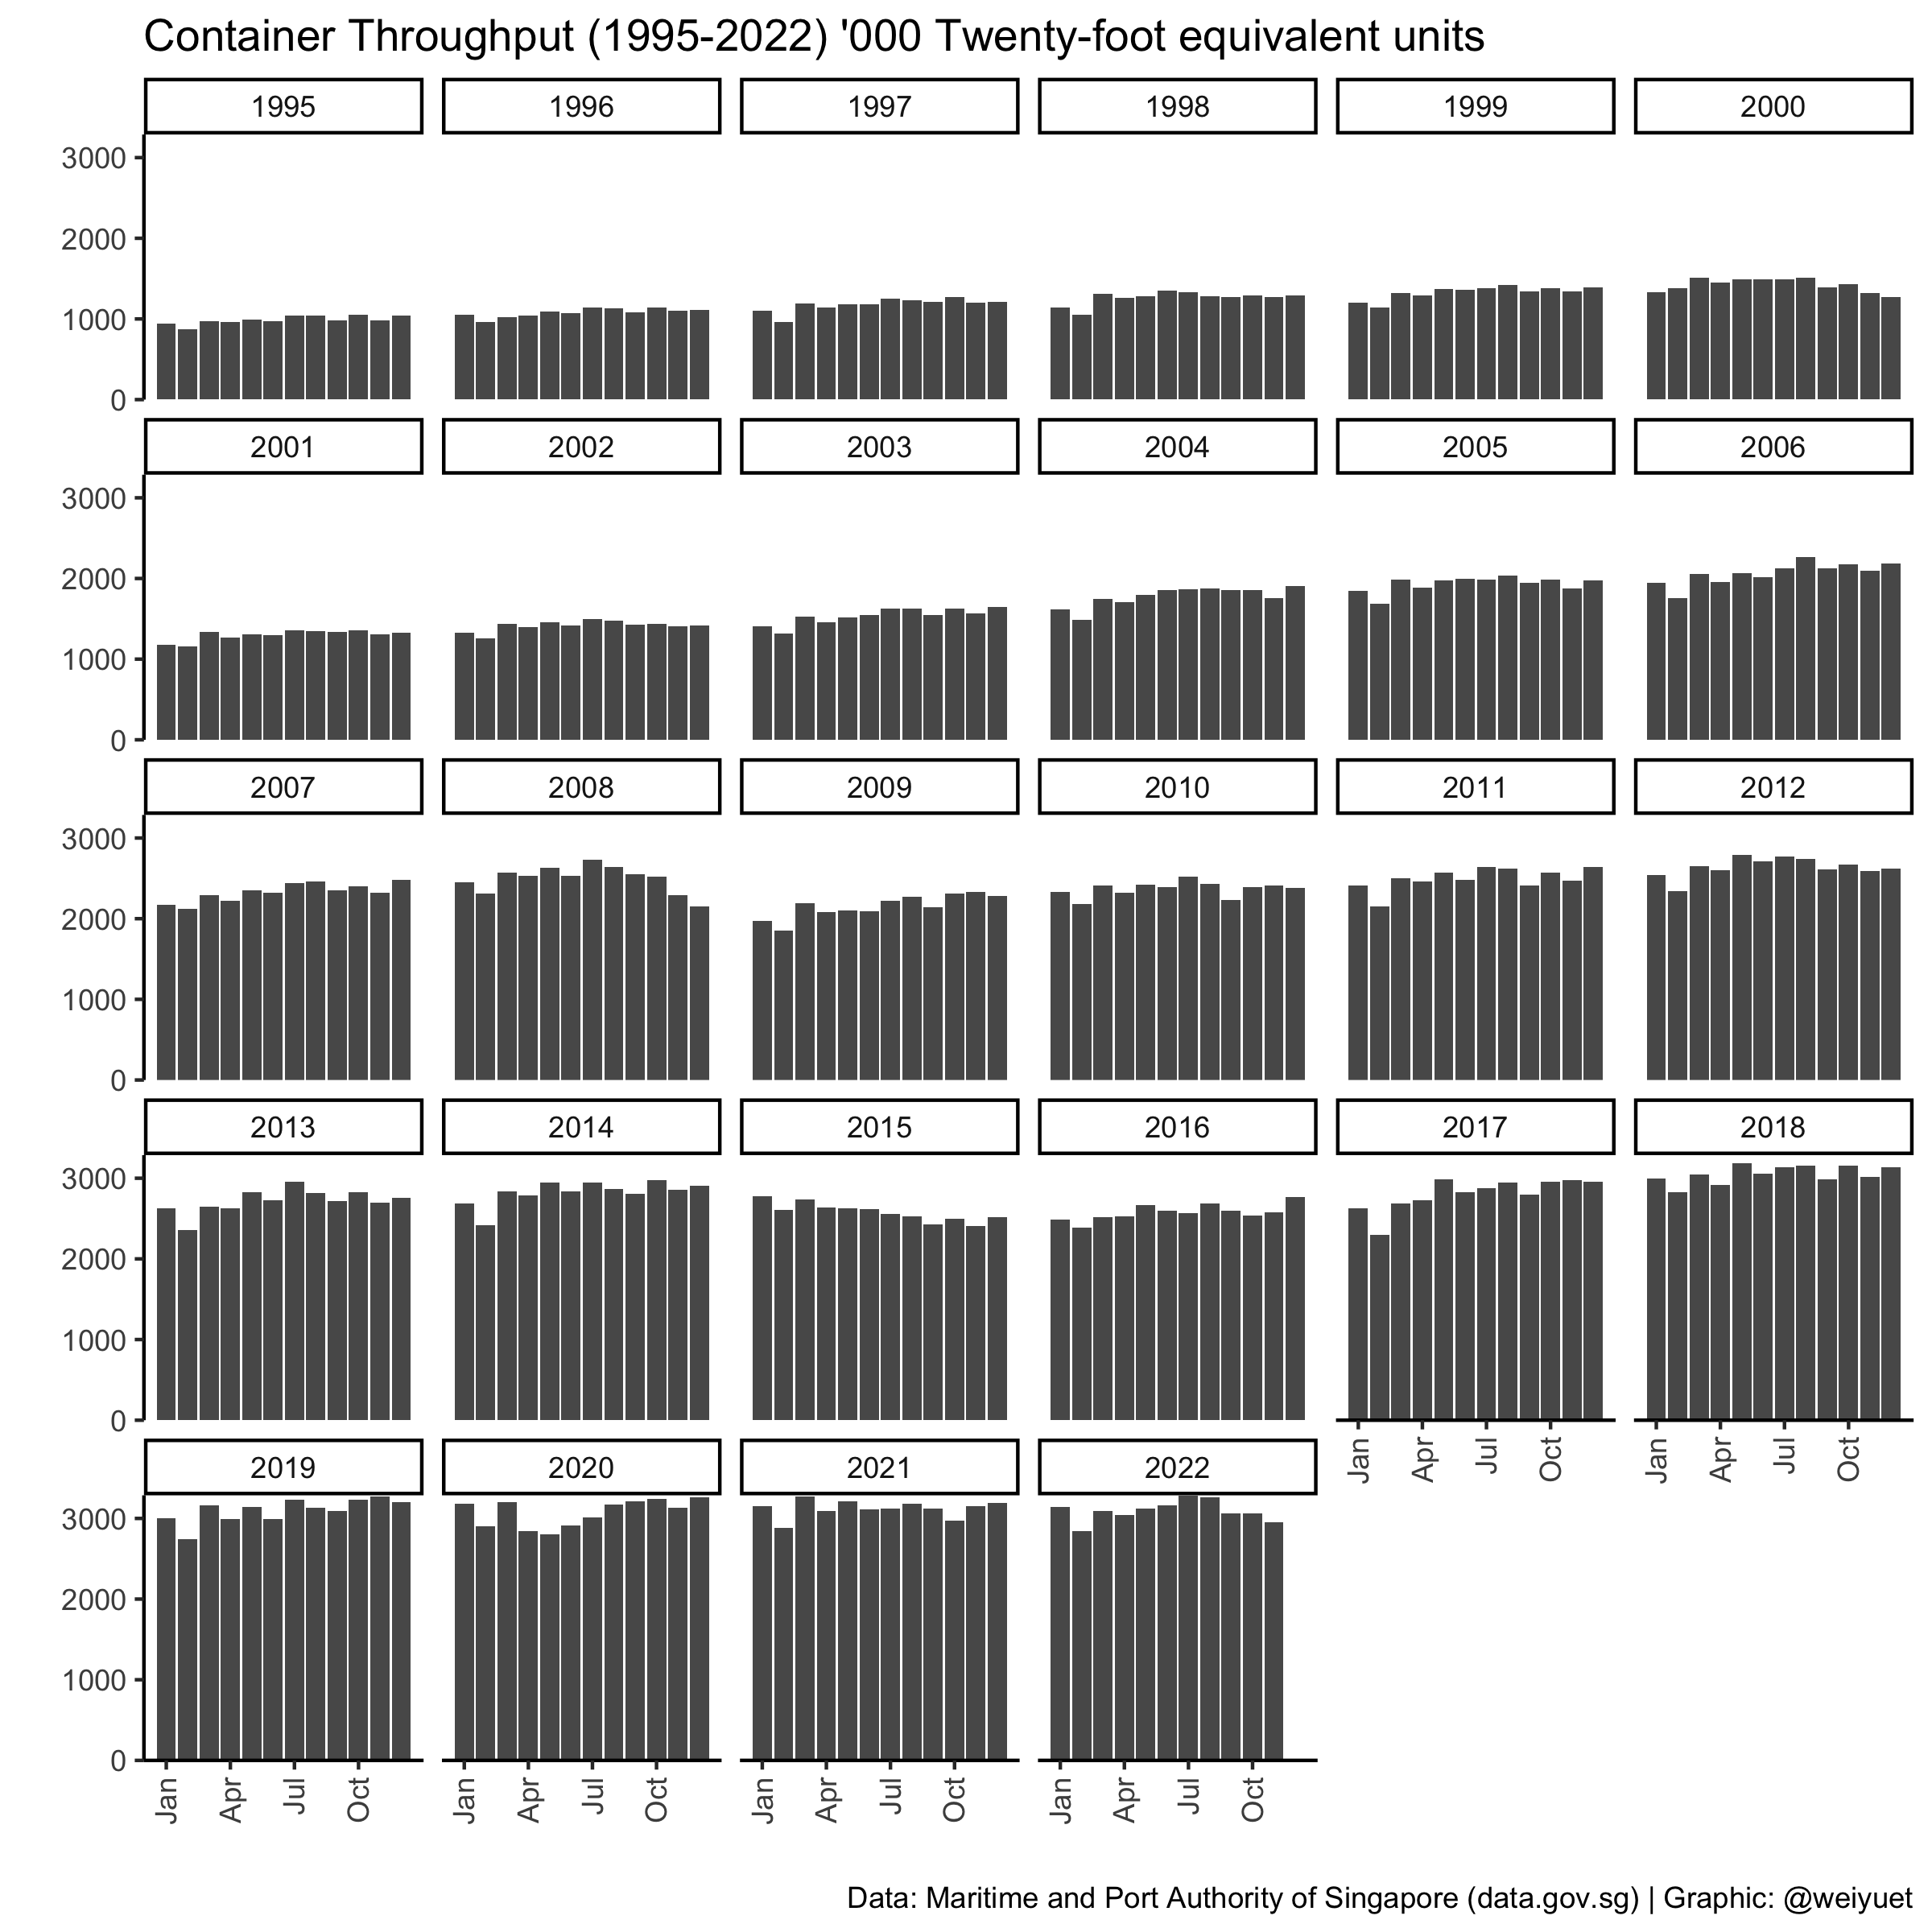 Container Throughput (1995-2022) '000 Twenty-foot equivalent units
1995 1996 1997 1998 1999 2000
3000
2000
1000
0
2001 2002 2003 2004 2005 2006
3000
2000
1000
0
2007 2008 2009 2010 2011 2012
3000
2000
1000
0
2013 2014 2015 2016 2017 2018
3000
2000
1000
0
Jan Apr Jul Oct Jan Apr Jul Oct
2019 2020 2021 2022
3000
2000
1000
0
Jan Apr Jul Oct Jan Apr Jul Oct Jan Apr Jul Oct Jan Apr Jul Oct
Data: Maritime and Port Authority of Singapore (data.gov.sg) | Graphic: @weiyuet